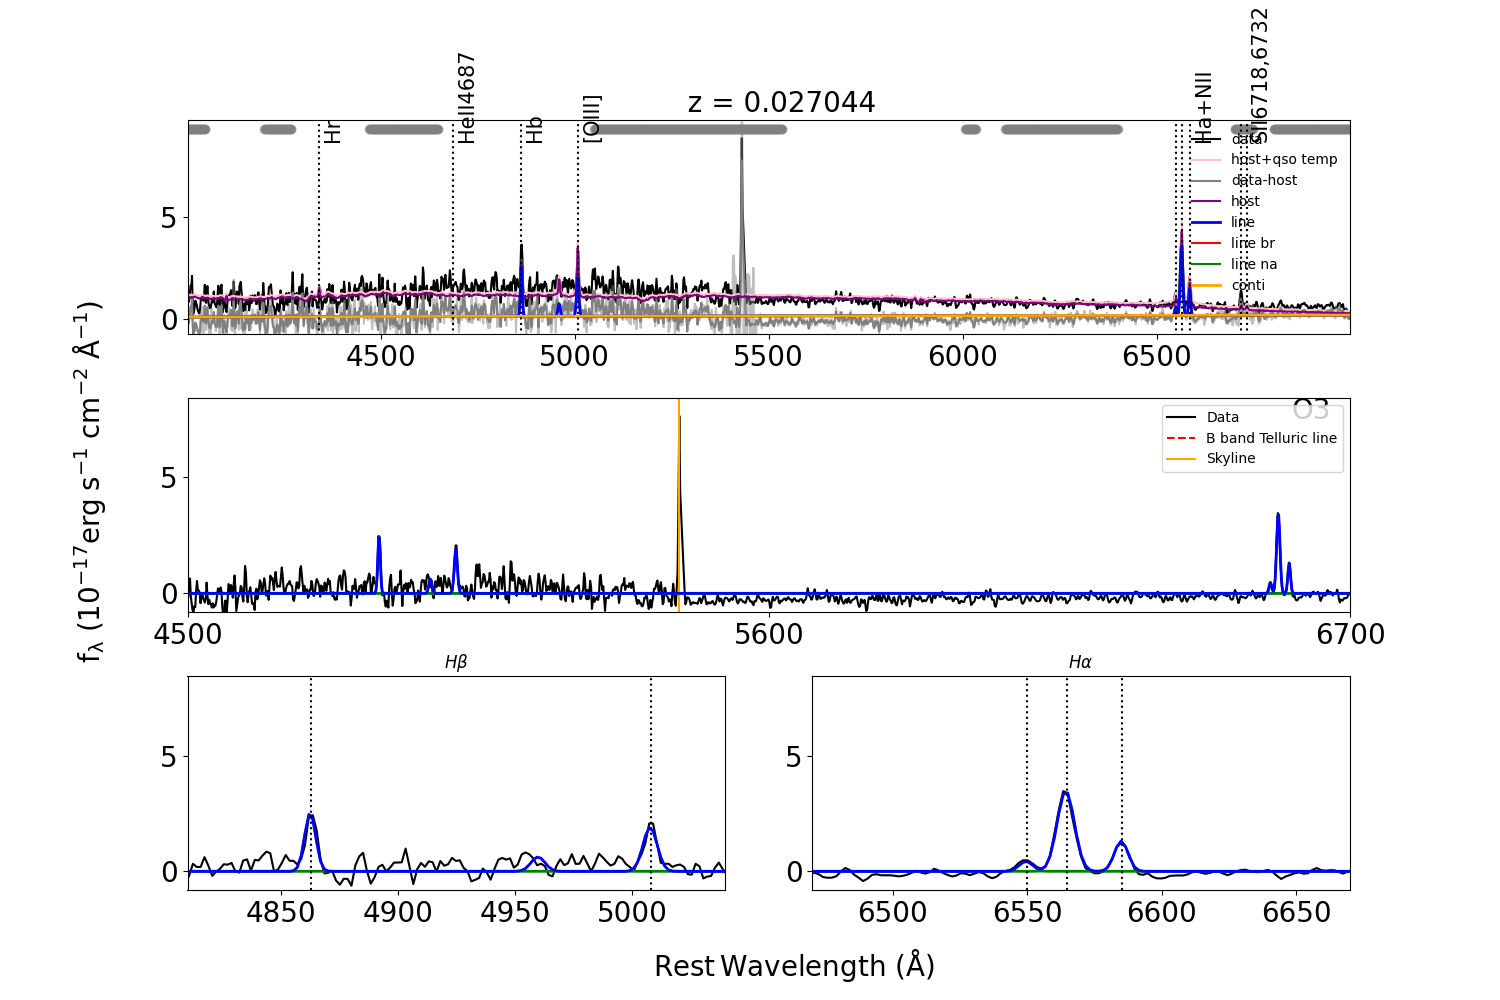 z = 0.027044
Hr
HeII4687
Hb
[OIII]
Ha+NII
SII6718,6732
data
host+qso temp
data-host
host
line
line br
line na
conti
5
0
4500
5000
5500
6000
6500
O3
Data
B band Telluric line
Skyline
5
0
4500
5600
6700
fλ (10−17erg s−1 cm−2 Å−1)
Hβ
5
0
4850
4900
4950
5000
Hα
5
0
6500
6550
6600
6650
Rest Wavelength (Å)